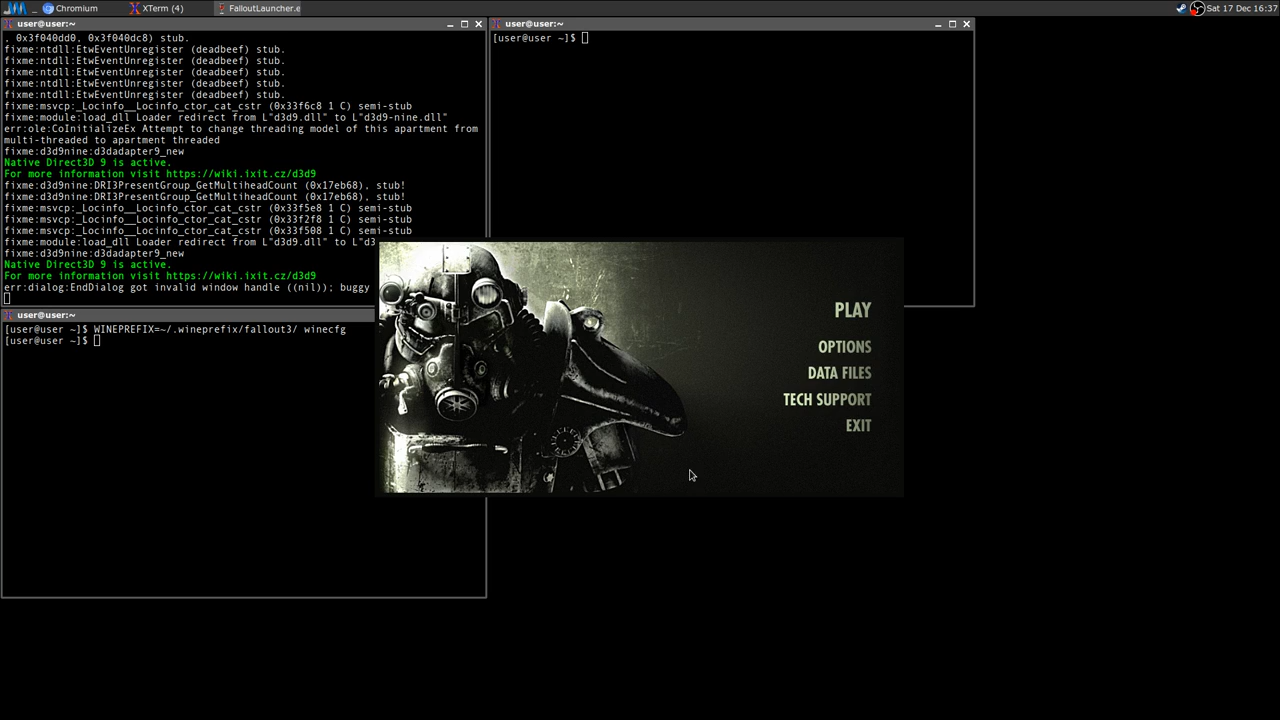 Chromium
XTerm (4)
FalloutLauncher.e
Sat 17 Dec 16:37
user@user:~
, 0x3f040dd0, 0x3f040dc8) stub.
fixme:ntdll:EtwEventUnregister (deadbeef) stub.
fixme:ntdll:EtwEventUnregister (deadbeef) stub.
fixme:ntdll:EtwEventUnregister (deadbeef) stub.
fixme:ntdll:EtwEventUnregister (deadbeef) stub.
fixme:ntdll:EtwEventUnregister (deadbeef) stub.
fixme:msvcp:_Locinfo__Locinfo_ctor_cat_cstr (0x33f6c8 1 C) semi-stub
fixme:module:load_dll Loader redirect from L"d3d9.dll" to L"d3d9-nine.dll"
err:ole:CoInitializeEx Attempt to change threading model of this apartment from
multi-threaded to apartment threaded
fixme:d3d9nine:d3dadapter9_new
Native Direct3D 9 is active.
For more information visit https://wiki.ixit.cz/d3d9
fixme:d3d9nine:DRI3PresentGroup_GetMultiheadCount (0x17eb68), stub!
fixme:d3d9nine:DRI3PresentGroup_GetMultiheadCount (0x17eb68), stub!
fixme:msvcp:_Locinfo__Locinfo_ctor_cat_cstr (0x33f5e8 1 C) semi-stub
fixme:msvcp:_Locinfo__Locinfo_ctor_cat_cstr (0x33f2f8 1 C) semi-stub
fixme:msvcp:_Locinfo__Locinfo_ctor_cat_cstr (0x33f508 1 C) semi-stub
fixme:module:load_dll Loader redirect from L"d3d9.dll" to L"d3
fixme:d3d9nine:d3dadapter9_new
Native Direct3D 9 is active.
For more information visit https://wiki.ixit.cz/d3d9
err:dialog:EndDialog got invalid window handle ((nil)); buggy
user@user:~
[user@user ~]$
user@user:~
[user@user ~]$ WINEPREFIX=~/.wineprefix/fallout3/ winecfg
[user@user ~]$
PLAY
OPTIONS
DATA FILES
TECH SUPPORT
EXIT